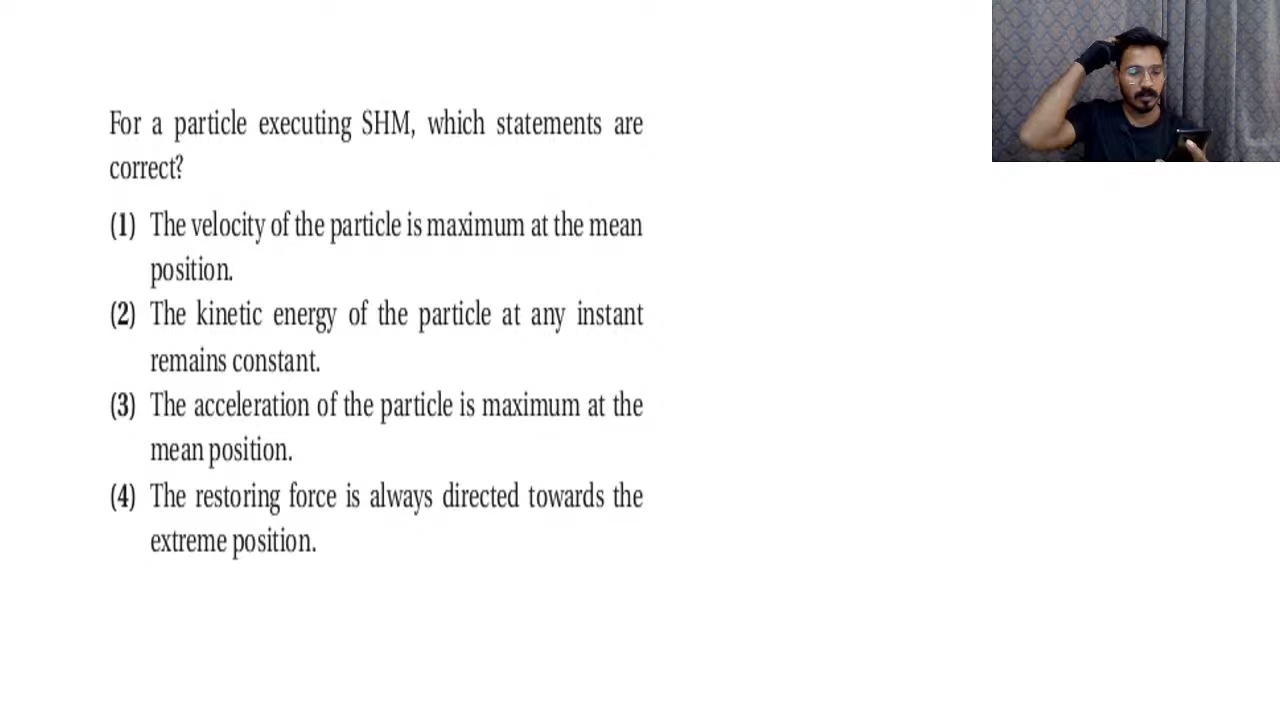 For a particle executing SHM, which statements are
correct?
(1) The velocity of the particle is maximum at the mean
position.
(2) The kinetic energy of the particle at any instant
remains constant.
(3) The acceleration of the particle is maximum at the
mean position.
(4) The restoring force is always directed towards the
extreme position.